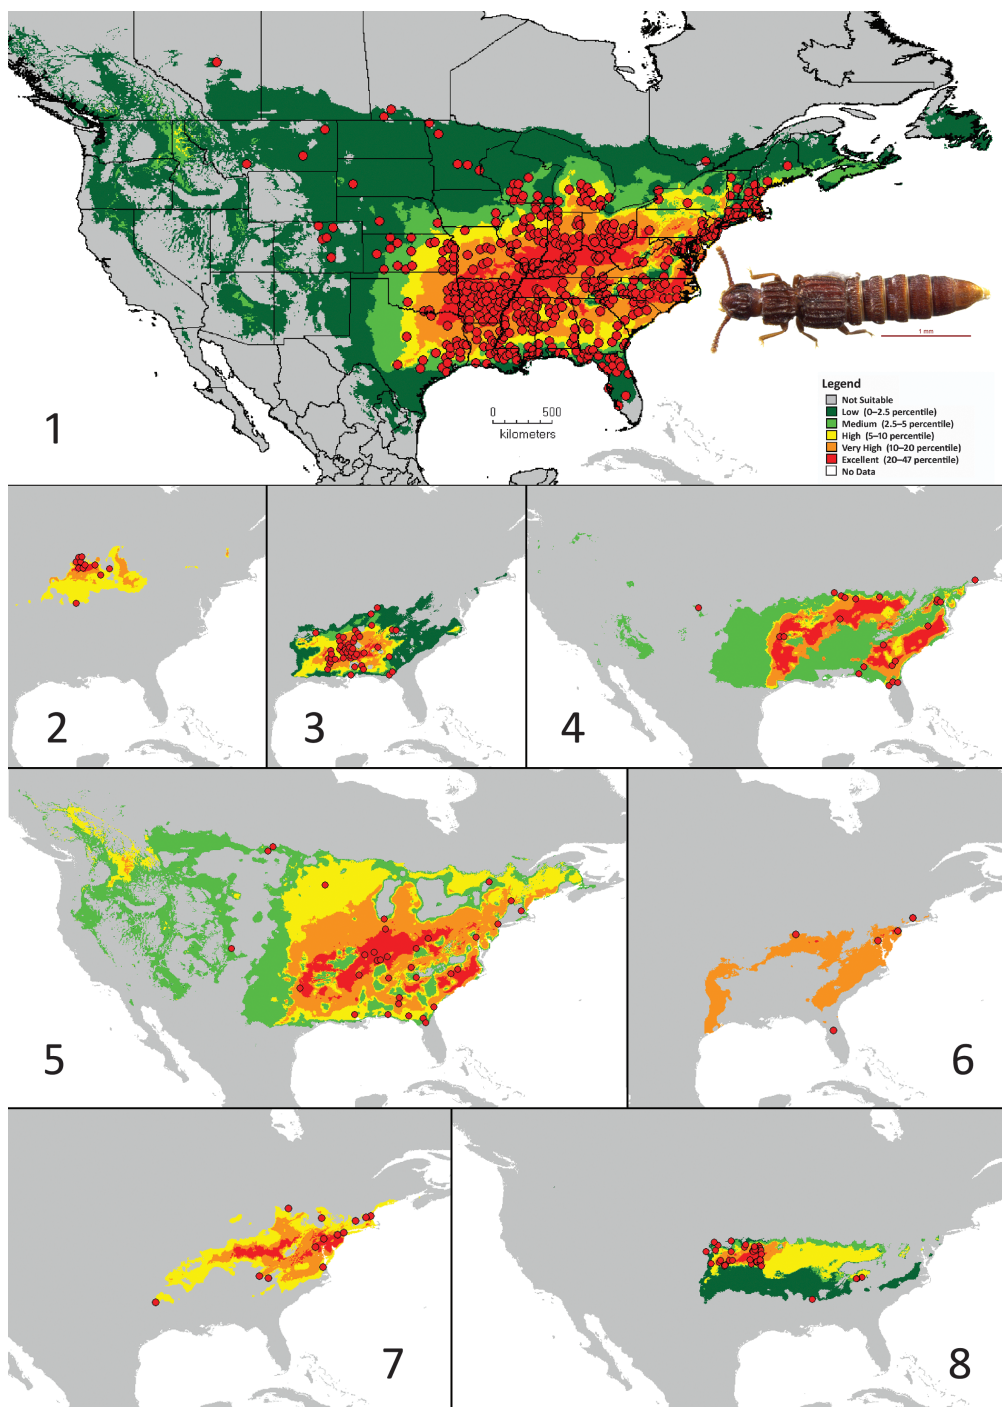 1 mm
Legend
Not Suitable
Low (0–2.5 percentile)
Medium (2.5–5 percentile)
High (5–10 percentile)
Very High (10–20 percentile)
Excellent (20–47 percentile)
No Data
0 500
kilometers
1
2
3
4
5
6
7
8